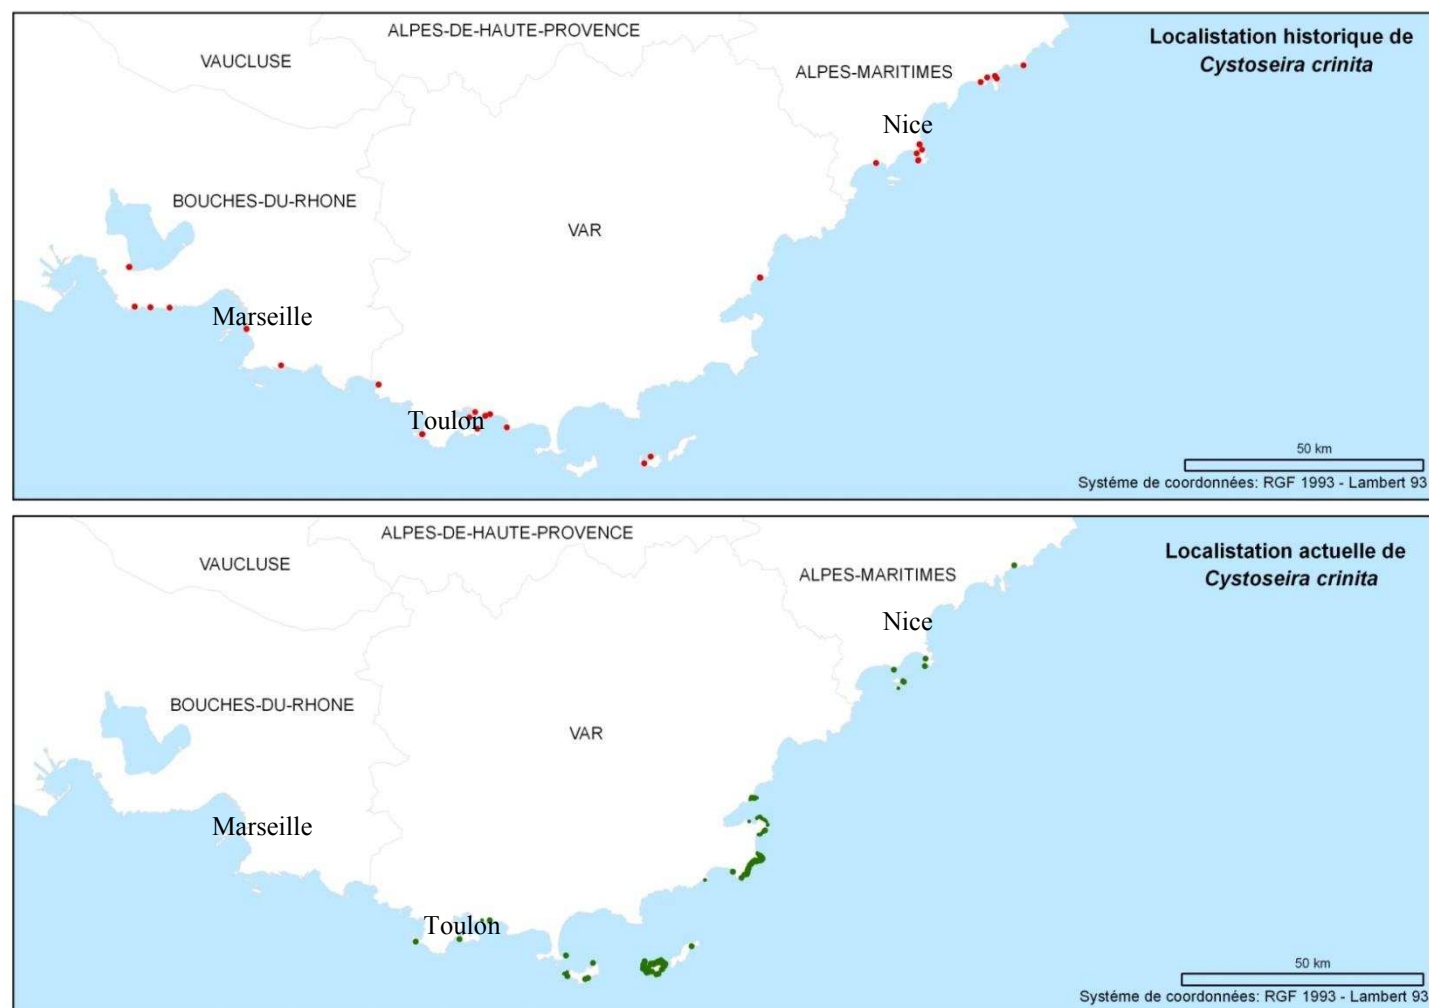 ALPES-DE-HAUTE-PROVENCE
Localistation historique de
Cystoseira crinita
VAUCLUSE
ALPES-MARITIMES
Nice
BOUCHES-DU-RHONE
VAR
Marseille
Toulon
50 km
Système de coordonnées: RGF 1993 - Lambert 93
ALPES-DE-HAUTE-PROVENCE
Localistation actuelle de
Cystoseira crinita
VAUCLUSE
ALPES-MARITIMES
Nice
BOUCHES-DU-RHONE
VAR
Marseille
Toulon
50 km
Système de coordonnées: RGF 1993 - Lambert 93